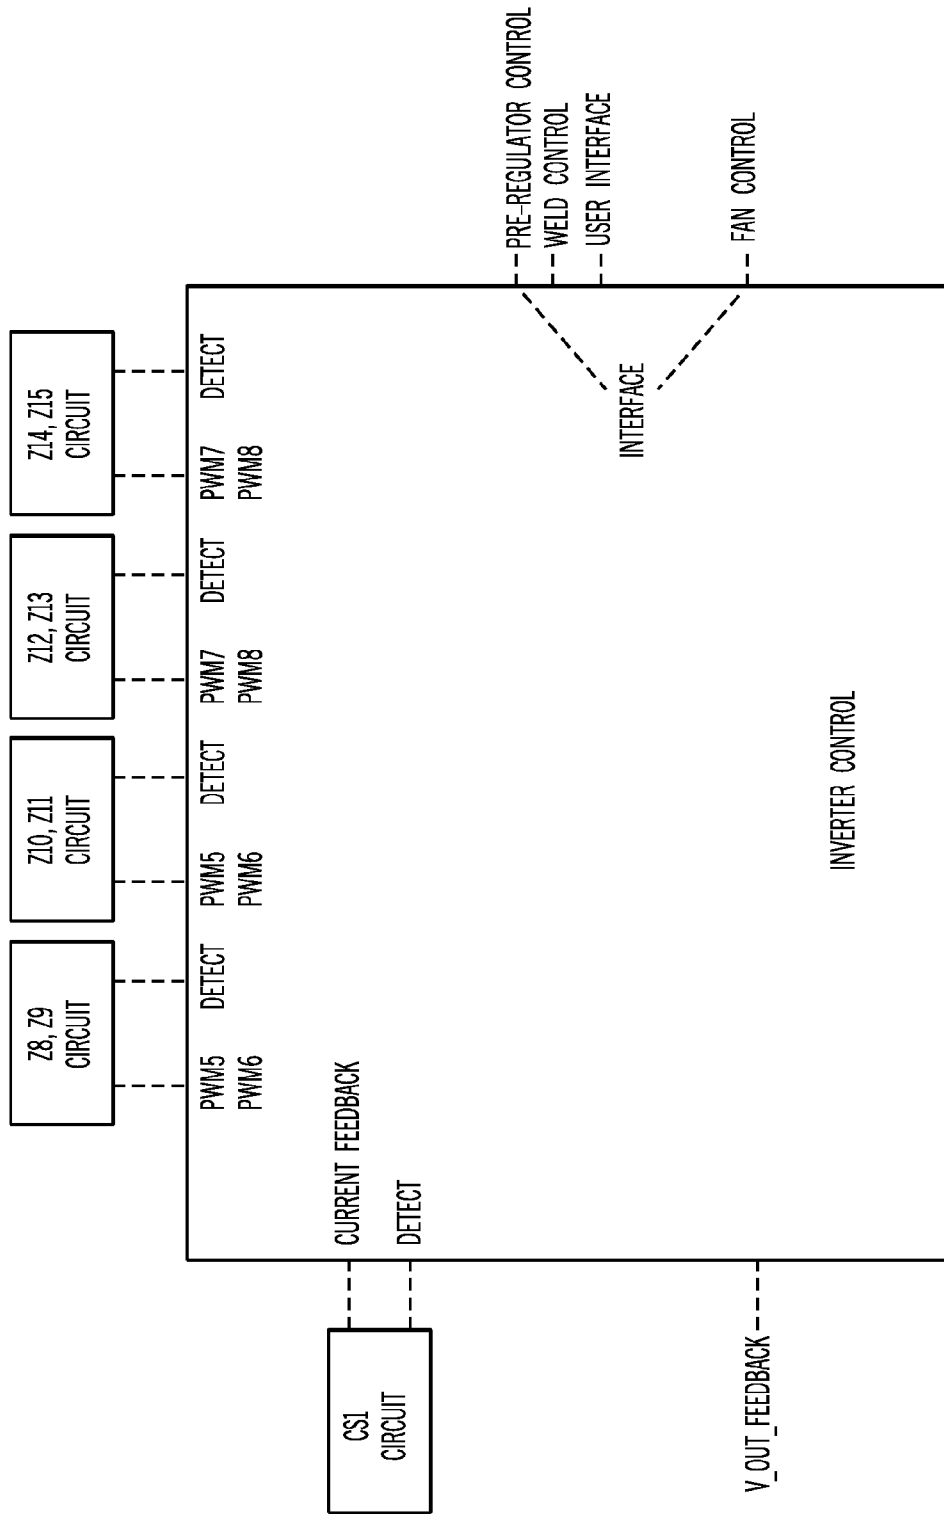 Z8, Z9
CIRCUIT
Z10, Z11
CIRCUIT
Z12, Z13
CIRCUIT
Z14, Z15
CIRCUIT
PWM5
PWM6
DETECT
PWM5
PWM6
DETECT
PWM7
PWM8
DETECT
PWM7
PWM8
DETECT
CS1
CIRCUIT
CURRENT FEEDBACK
DETECT
V_OUT_FEEDBACK
INTERFACE
PRE-REGULATOR CONTROL
WELD CONTROL
USER INTERFACE
FAN CONTROL
INVERTER CONTROL